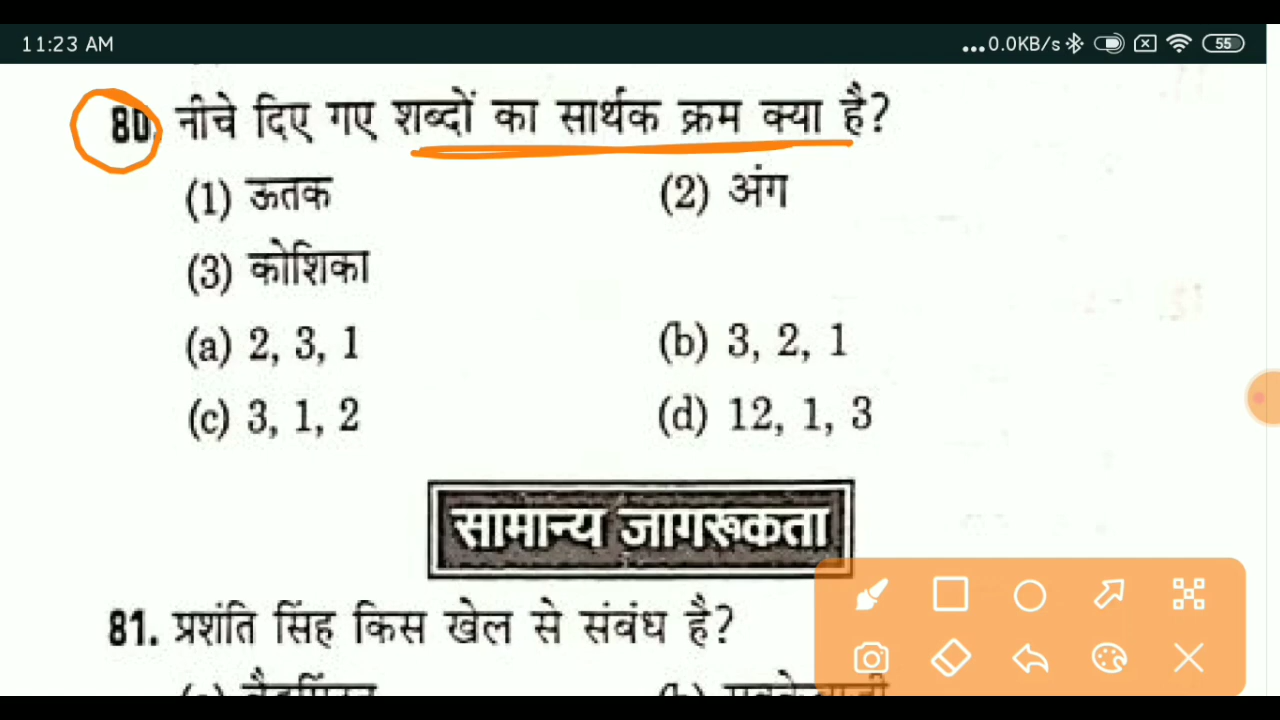 11:23 AM ...0.0KB/s 55
80. नीचे दिए गए शब्दों का सार्थक क्रम क्या है?
(1) ऊतक (2) अंग
(3) कोशिका
(a) 2, 3, 1 (b) 3, 2, 1
(c) 3, 1, 2 (d) 12, 1, 3
सामान्य जागरूकता
81. प्रशंति सिंह किस खेल से संबंध है?